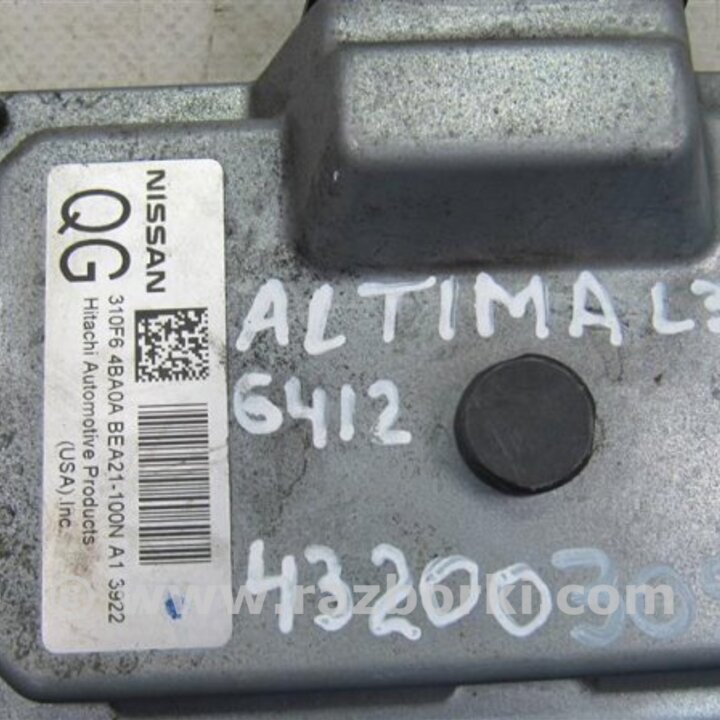 NISSAN
QG
310F6 4BA0A BEA21-100N A1 3922
Hitachi Automotive Products
(USA), Inc.
ALTIMA L3
6412
43200303
www.razborki.com